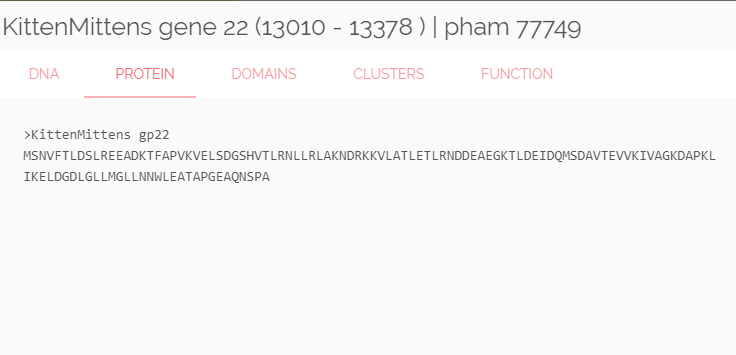 KittenMittens gene 22 (13010 - 13378 ) | pham 77749
DNA PROTEIN DOMAINS CLUSTERS FUNCTION
>KittenMittens gp22
MSNVFTLDSLREEADKTFAPVKVELSDGSHVTLRNLLRLAKNDRKKVLATLETLRNDDEAEGKTLDEIDQMSDAVTEVVKIVAGKDAPKL
IKELDGDLGLLMGLLNNWLEATAPGEAQNSPA